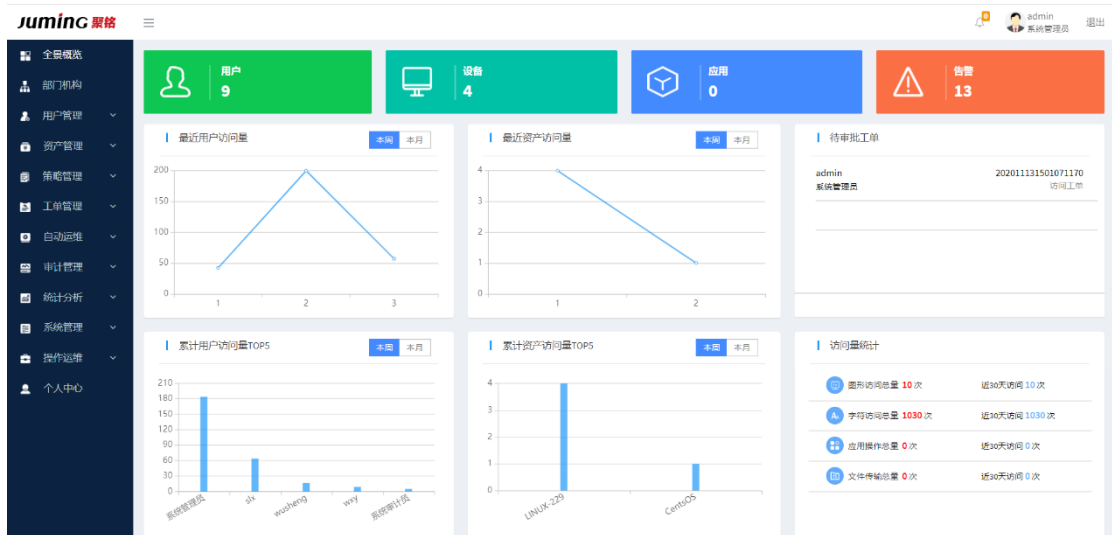 Juming 聚铭
8
admin
系统管理员
退出
全景概览
部门机构
用户管理
资产管理
策略管理
工单管理
自动运维
审计管理
统计分析
系统管理
操作运维
个人中心
用户
9
设备
4
应用
0
告警
13
最近用户访问量
本周 本月
200
150
100
50
0
1 2 3
最近资产访问量
本周 本月
4
3
2
1
0
1 2
待审批工单
admin 202011131501071170
系统管理员 访问工单
累计用户访问量TOP5
本周 本月
210
180
150
120
90
60
30
0
系统管理员 slx wusheng wxy 系统审计员
累计资产访问量TOP5
本周 本月
4
3
2
1
0
LINUX-229 CentsOS
访问量统计
图形访问总量 10 次 近30天访问 10 次
字符访问总量 1030 次 近30天访问 1030 次
应用操作总量 0 次 近30天访问 0 次
文件传输总量 0 次 近30天访问 0 次